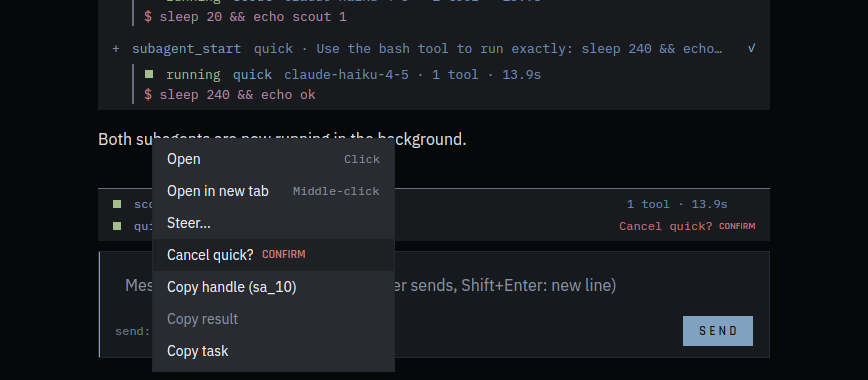 $ sleep 20 && echo scout 1
+ subagent_start quick · Use the bash tool to run exactly: sleep 240 && echo… √
running quick claude-haiku-4-5 · 1 tool · 13.9s
$ sleep 240 && echo ok
Both subagents are now running in the background.
Open Click
Open in new tab Middle-click
Steer...
Cancel quick? CONFIRM
Copy handle (sa_10)
Copy result
Copy task
1 tool · 13.9s
Cancel quick? CONFIRM
er sends, Shift+Enter: new line)
send:
SEND